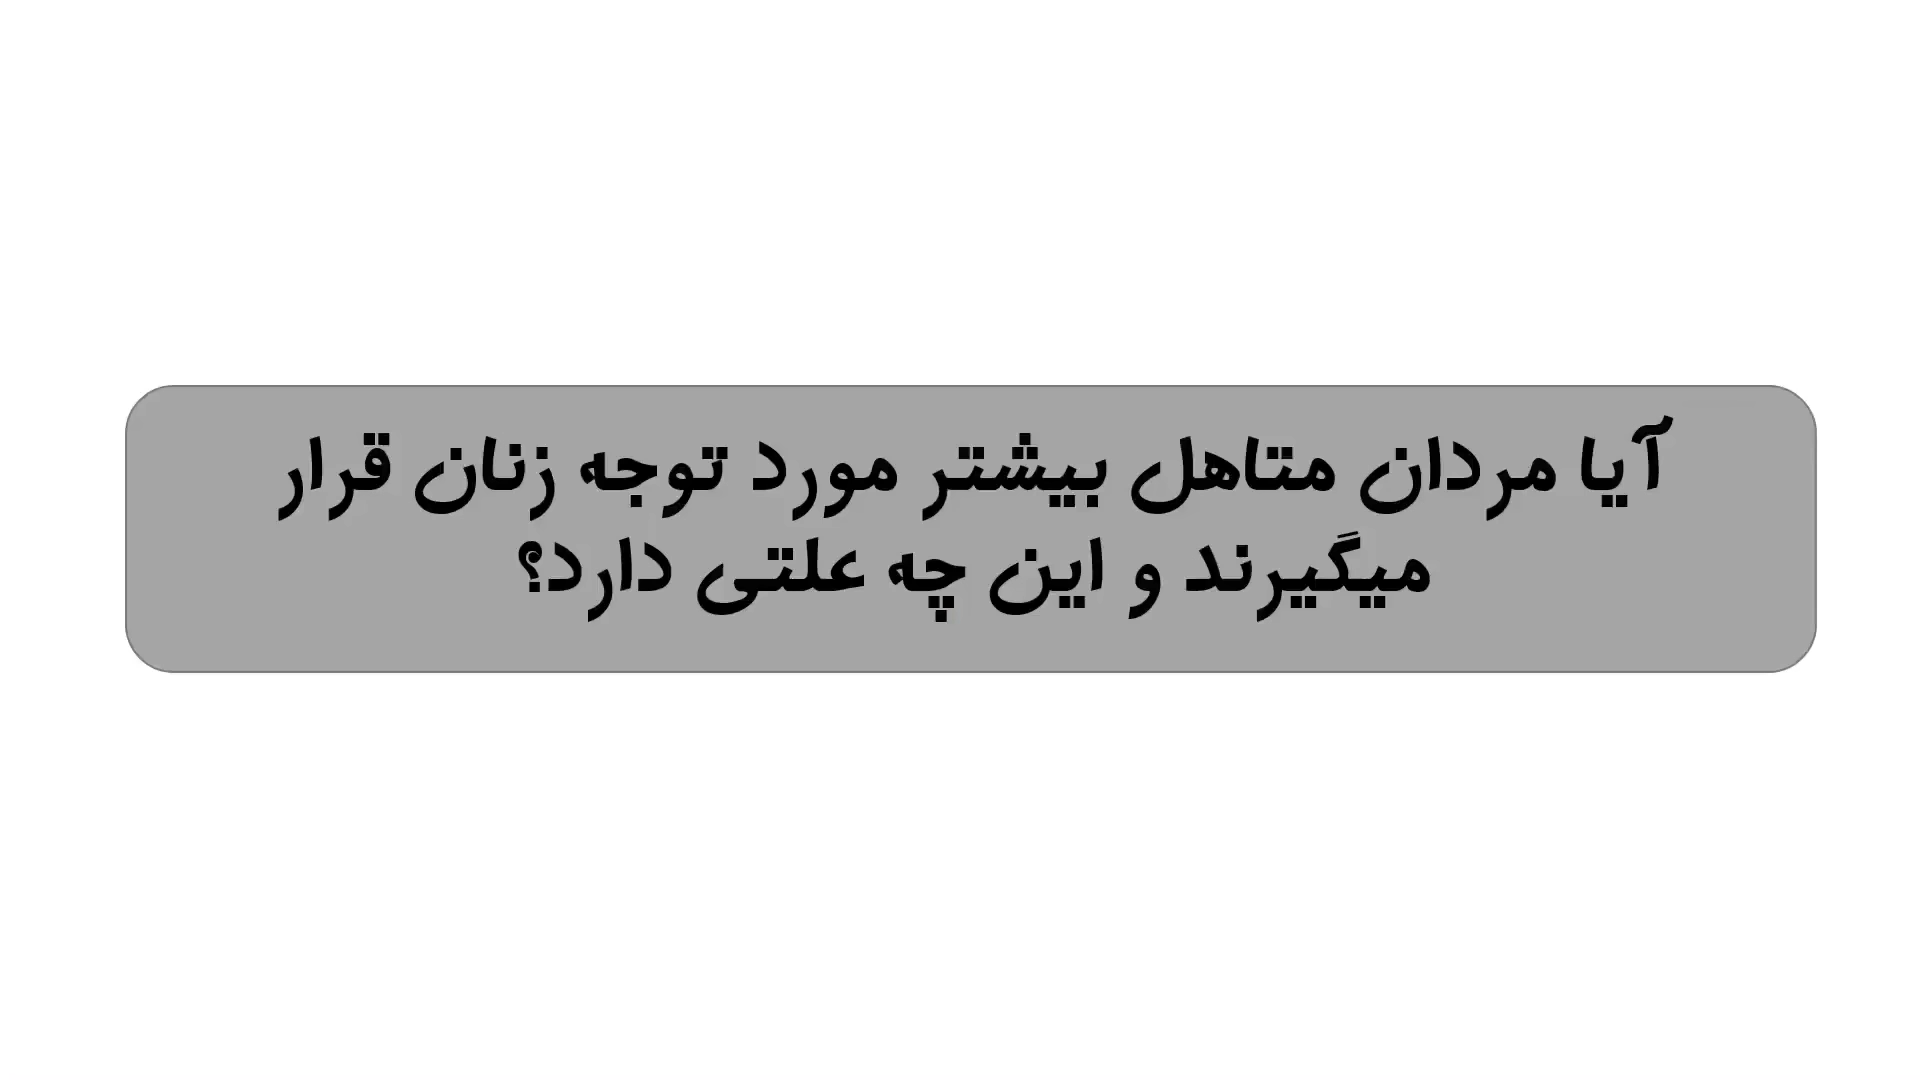 آیا مردان متاهل بیشتر مورد توجه زنان قرار
میگیرند و این چه علتی دارد؟